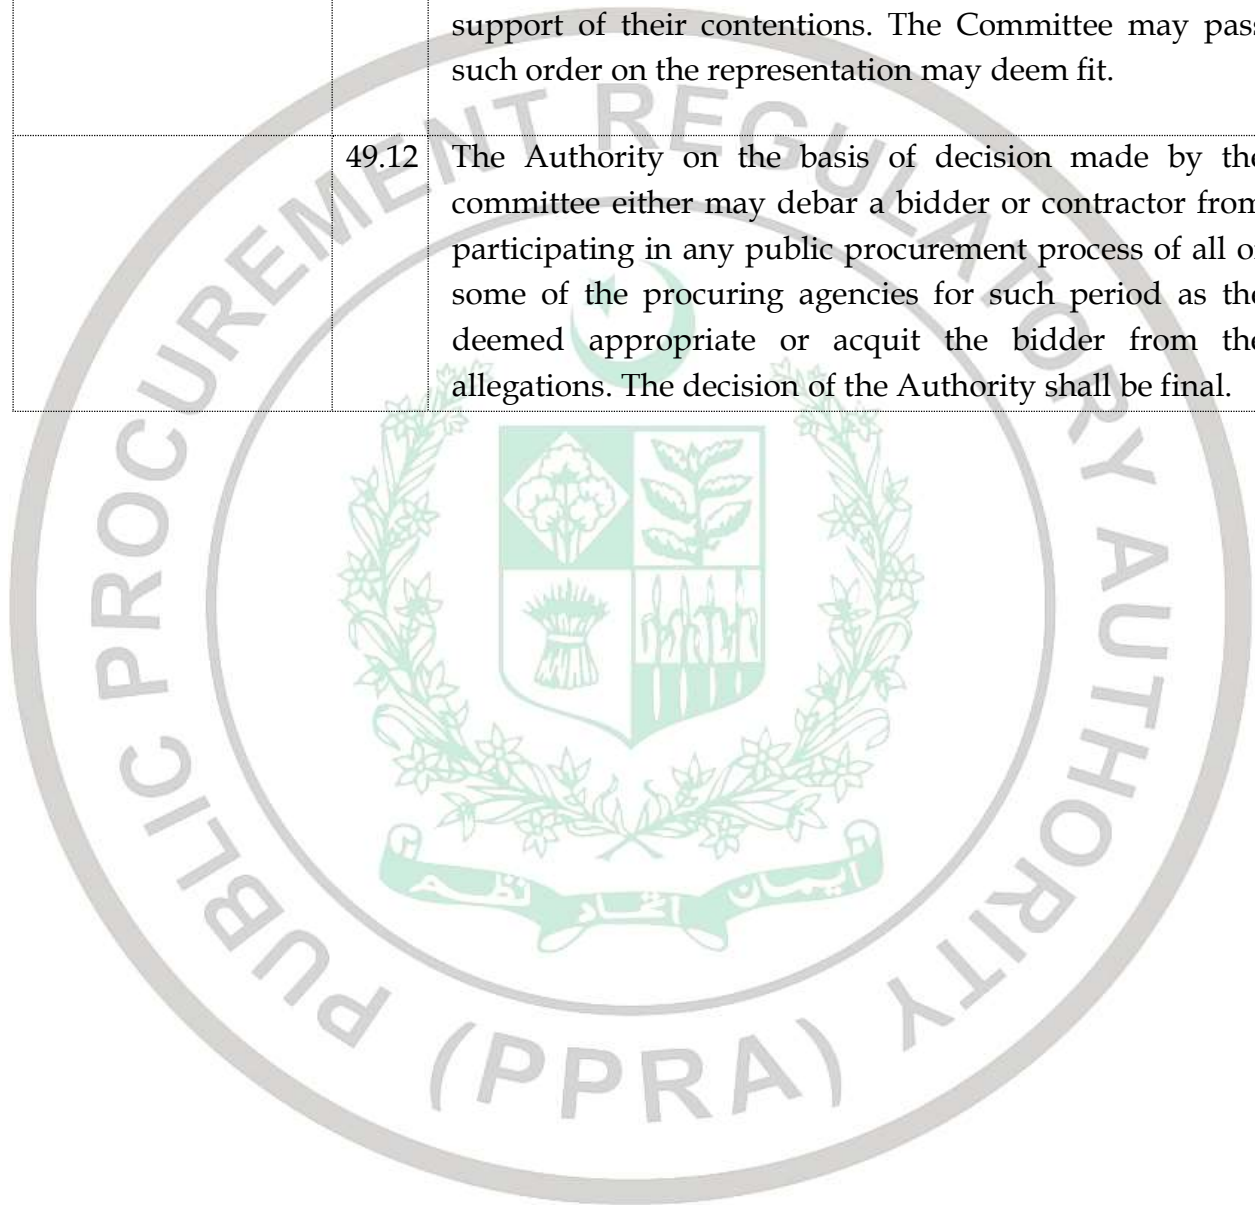 support of their contentions. The Committee may pass
such order on the representation may deem fit.
49.12 The Authority on the basis of decision made by the
committee either may debar a bidder or contractor from
participating in any public procurement process of all or
some of the procuring agencies for such period as the
deemed appropriate or acquit the bidder from the
allegations. The decision of the Authority shall be final.
PUBLIC PROCUREMENT REGULATORY AUTHORITY
ایمان اتحاد نظم
(PPRA)